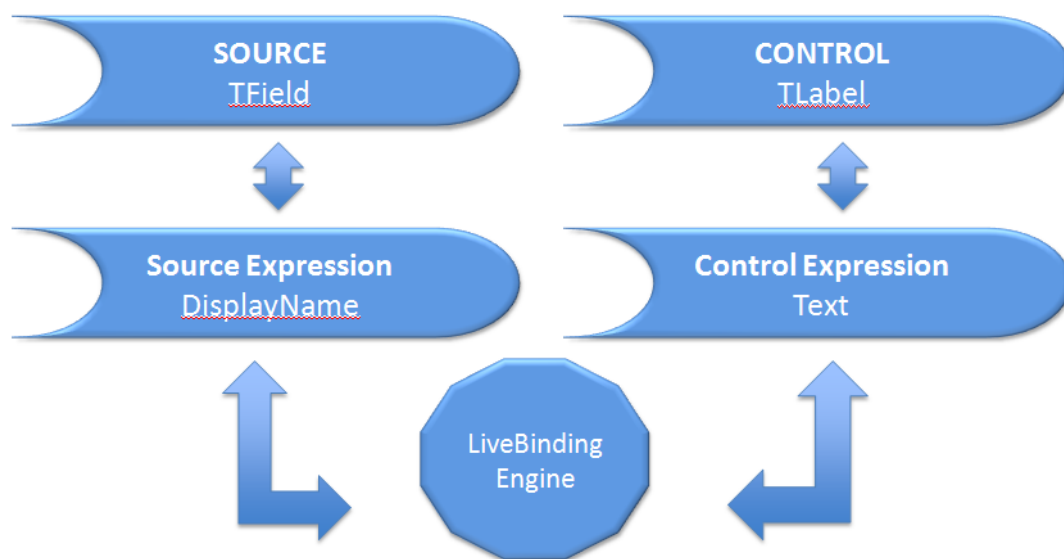 SOURCE
TField
CONTROL
TLabel
Source Expression
DisplayName
Control Expression
Text
LiveBinding
Engine